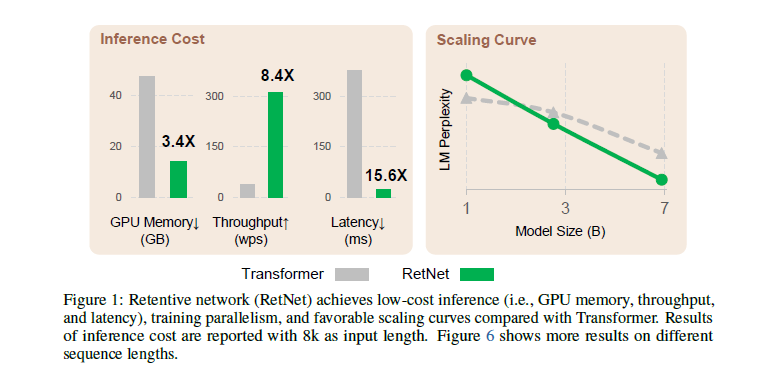 Inference Cost
40
20
0
3.4X
GPU Memory↓
(GB)
300
150
0
8.4X
Throughput↑
(wps)
300
150
0
15.6X
Latency↓
(ms)
Scaling Curve
LM Perplexity
1
3
7
Model Size (B)
Transformer
RetNet
Figure 1: Retentive network (RetNet) achieves low-cost inference (i.e., GPU memory, throughput,
and latency), training parallelism, and favorable scaling curves compared with Transformer. Results
of inference cost are reported with 8k as input length. Figure 6 shows more results on different
sequence lengths.